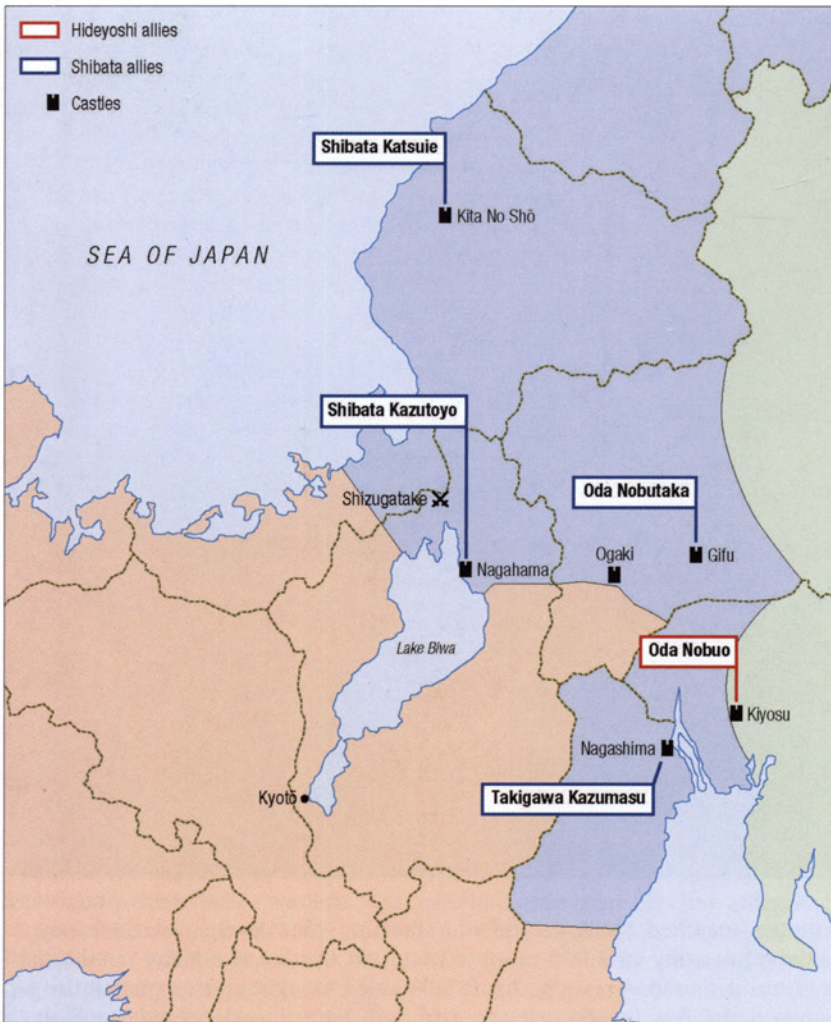 Hideyoshi allies
Shibata allies
Castles
Shibata Katsuie
Kita No Shō
SEA OF JAPAN
Shibata Kazutoyo
Shizugatake
Oda Nobutaka
Ogaki
Gifu
Nagahama
Lake Biwa
Oda Nobuo
Kiyosu
Nagashima
Takigawa Kazumasu
Kyotō